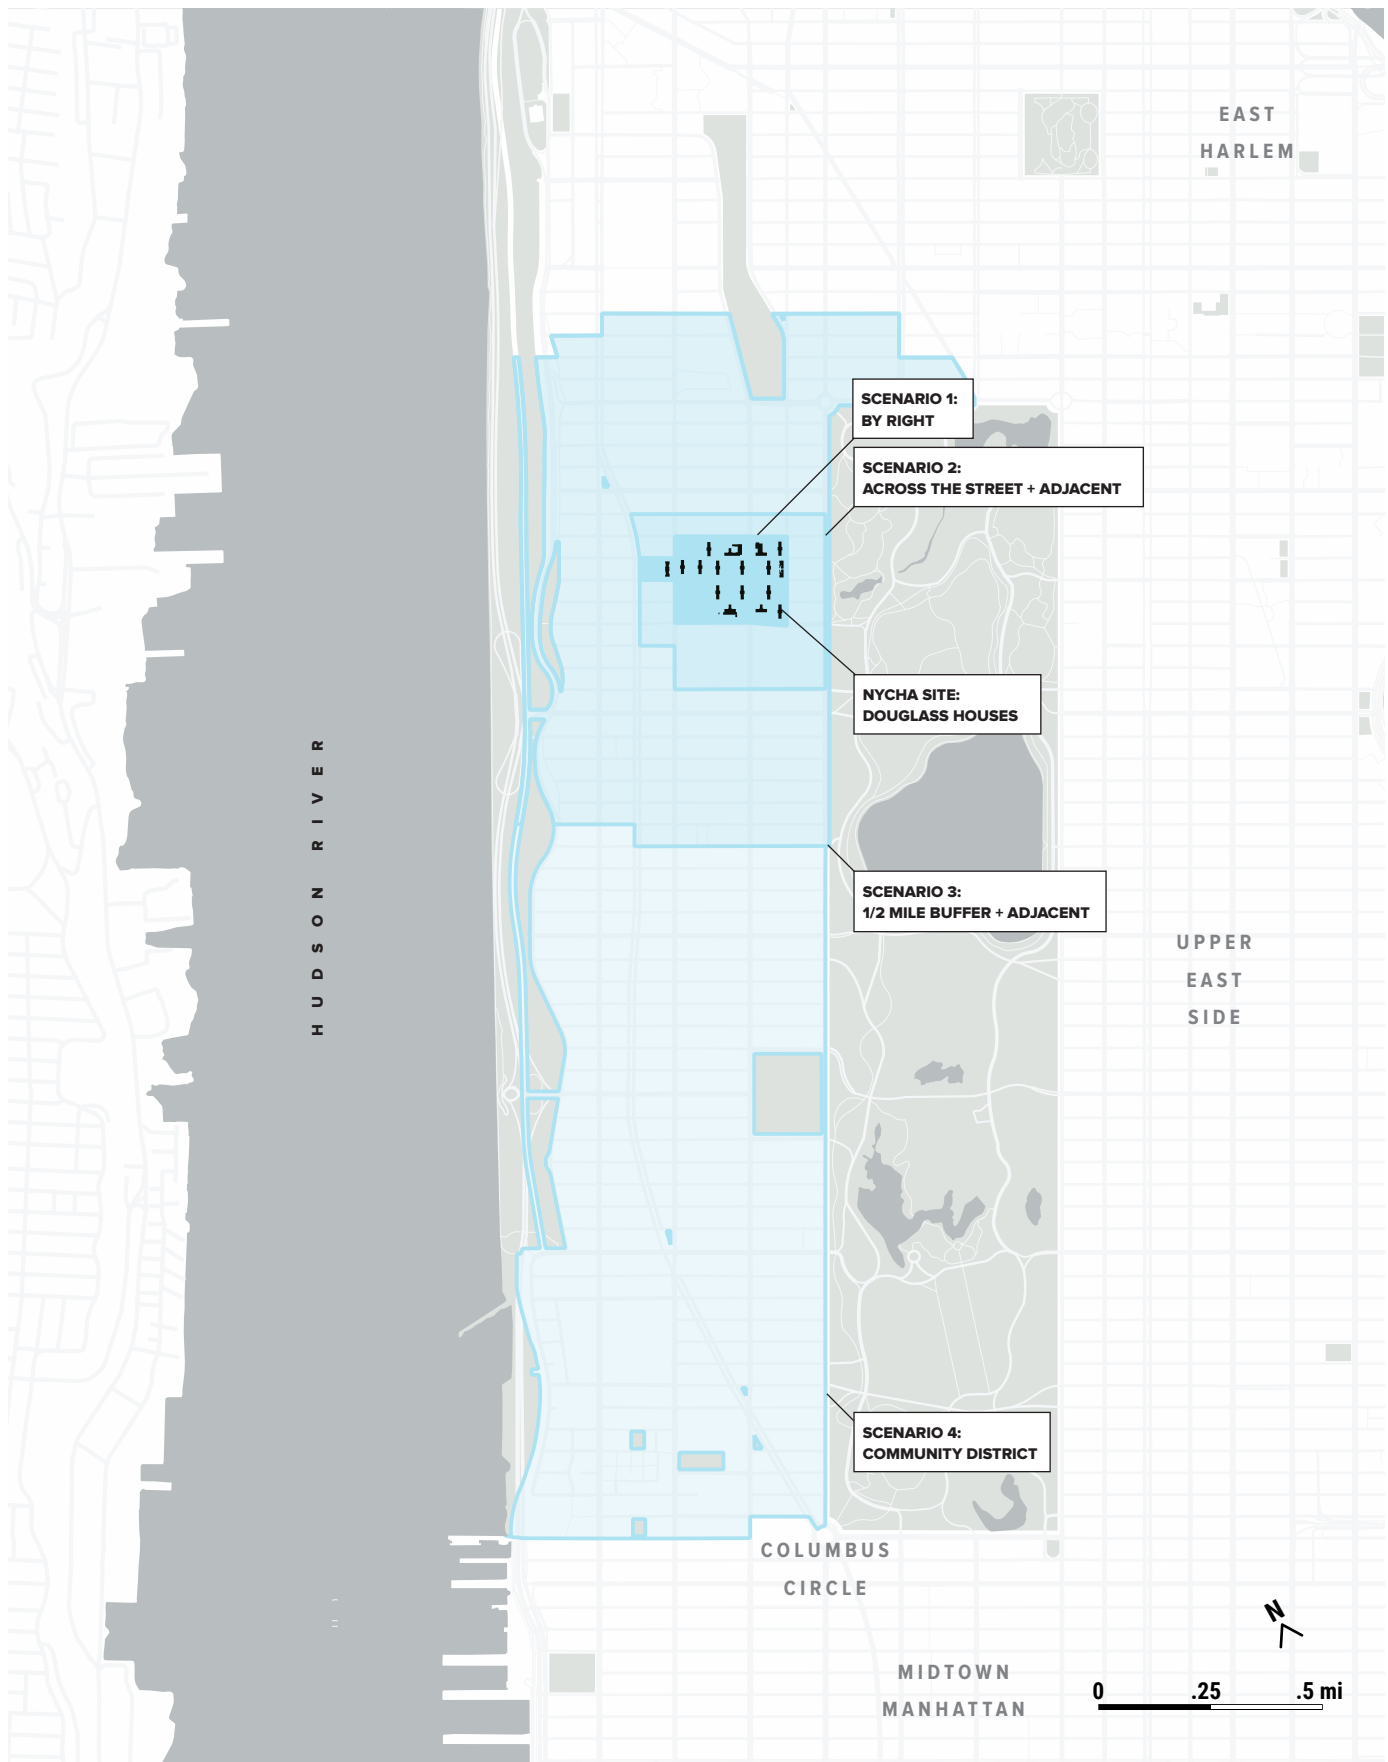 EAST
HARLEM
SCENARIO 1:
BY RIGHT
SCENARIO 2:
ACROSS THE STREET + ADJACENT
NYCHA SITE:
DOUGLASS HOUSES
HUDSON RIVER
SCENARIO 3:
1/2 MILE BUFFER + ADJACENT
UPPER
EAST
SIDE
SCENARIO 4:
COMMUNITY DISTRICT
COLUMBUS
CIRCLE
N
MIDTOWN
MANHATTAN
0 .25 .5 mi